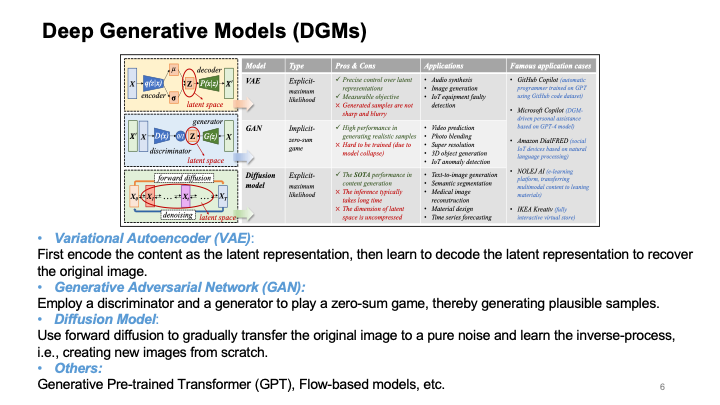 Deep Generative Models (DGMs)
Model Type Pros & Cons Applications Famous application cases
decoder
μ
X q(z|x) Z P(x|z) X'
encoder σ
latent space
VAE
Explicit-
maximum
likelihood
✓ Precise control over latent
representations
✓ Measurable objective
× Generated samples are not
sharp and blurry
• Audio synthesis
• Image generation
• IoT equipment faulty
detection
generator
X' X D(x) 0/1 Z G(z) X
discriminator
latent space
GAN
Implicit-
zero-sum
game
✓ High performance in
generating realistic samples
× Hard to be trained (due to
model collapse)
• Video prediction
• Photo blending
• Super resolution
• 3D object generation
• IoT anomaly detection
forward diffusion
denoising
latent space
Diffusion
model
Explicit-
maximum
likelihood
✓ The SOTA performance in
content generation
× The inference typically
takes long time
× The dimension of latent
space is uncompressed
• Text-to-image generation
• Semantic segmentation
• Medical image
reconstruction
• Material design
• Time series forecasting
• GitHub Copilot (automatic
programmer trained on GPT
using GitHub code dataset)
• Microsoft Copilot (DGM-
driven personal assistance
based on GPT-4 model)
• Amazon DialFRED (social
IoT devices based on natural
language processing)
• NOLEJ AI (e-learning
platform, transferring
multimodal content to leaning
materials)
• IKEA Kreativ (fully
interactive virtual store)
• Variational Autoencoder (VAE):
First encode the content as the latent representation, then learn to decode the latent representation to recover
the original image.
• Generative Adversarial Network (GAN):
Employ a discriminator and a generator to play a zero-sum game, thereby generating plausible samples.
• Diffusion Model:
Use forward diffusion to gradually transfer the original image to a pure noise and learn the inverse-process,
i.e., creating new images from scratch.
• Others:
Generative Pre-trained Transformer (GPT), Flow-based models, etc.
6